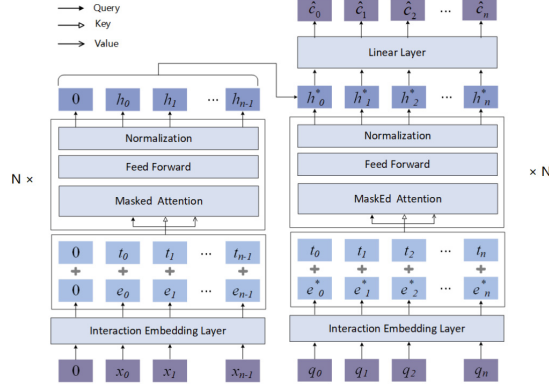 Query
Key
Value
ĉ₀ ĉ₁ ĉ₂ ... ĉₙ
Linear Layer
0 h₀ h₁ ... hₙ₋₁
h*₀ h*₁ h*₂ ... h*ₙ
Normalization
Feed Forward
Masked Attention
N ×
Normalization
Feed Forward
MaskEd Attention
× N
0 t₀ t₁ ... tₙ₋₁
+ + + +
0 e₀ e₁ ... eₙ₋₁
t₀ t₁ t₂ ... tₙ
+ + + +
e*₀ e*₁ e*₂ ... e*ₙ
Interaction Embedding Layer
Interaction Embedding Layer
0 x₀ x₁ xₙ₋₁
q₀ q₁ q₂ qₙ